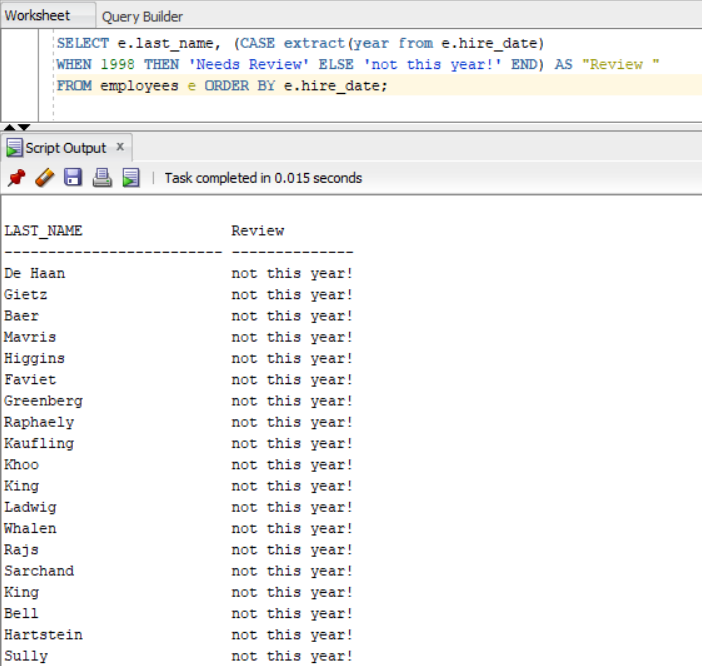 Worksheet Query Builder
SELECT e.last_name, (CASE extract(year from e.hire_date)
WHEN 1998 THEN 'Needs Review' ELSE 'not this year!' END) AS "Review "
FROM employees e ORDER BY e.hire_date;
Script Output x
Task completed in 0.015 seconds
LAST_NAME Review
------------------------- --------------
De Haan not this year!
Gietz not this year!
Baer not this year!
Mavris not this year!
Higgins not this year!
Faviet not this year!
Greenberg not this year!
Raphaely not this year!
Kaufling not this year!
Khoo not this year!
King not this year!
Ladwig not this year!
Whalen not this year!
Rajs not this year!
Sarchand not this year!
King not this year!
Bell not this year!
Hartstein not this year!
Sully not this year!